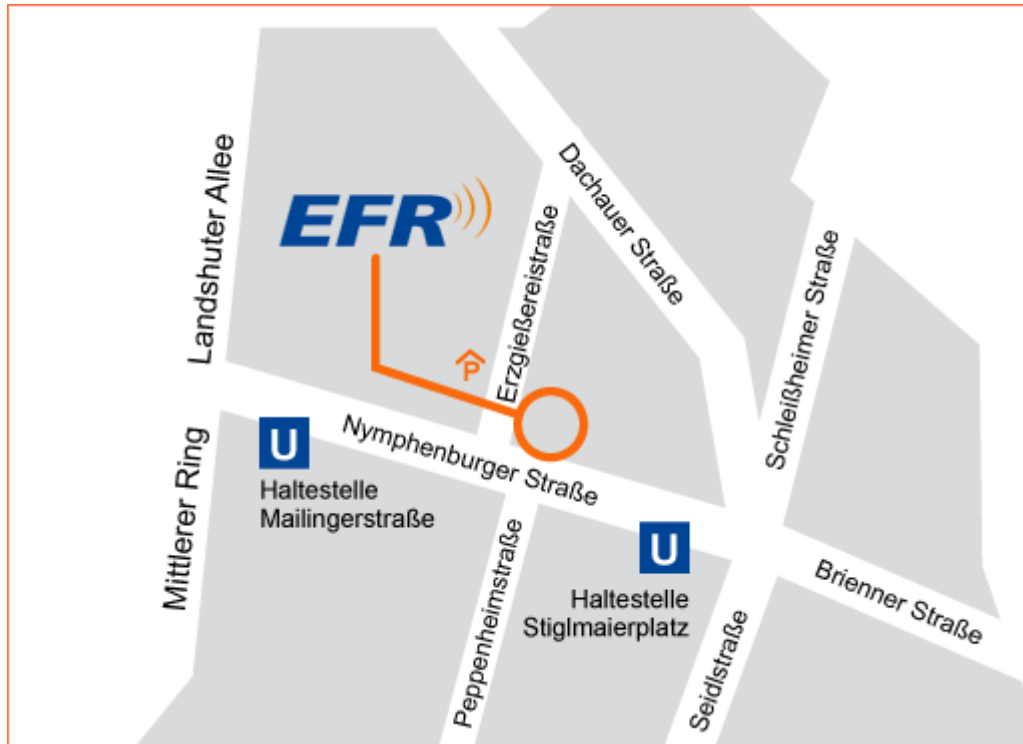 Landshuter Allee
EFR
Dachauer Straße
Erzgießereistraße
P
Schleißheimer Straße
Mittlerer Ring
U
Haltestelle
Mailingerstraße
Nymphenburger Straße
Peppenheimstraße
U
Haltestelle
Stiglmaierplatz
Seidlstraße
Brienner Straße